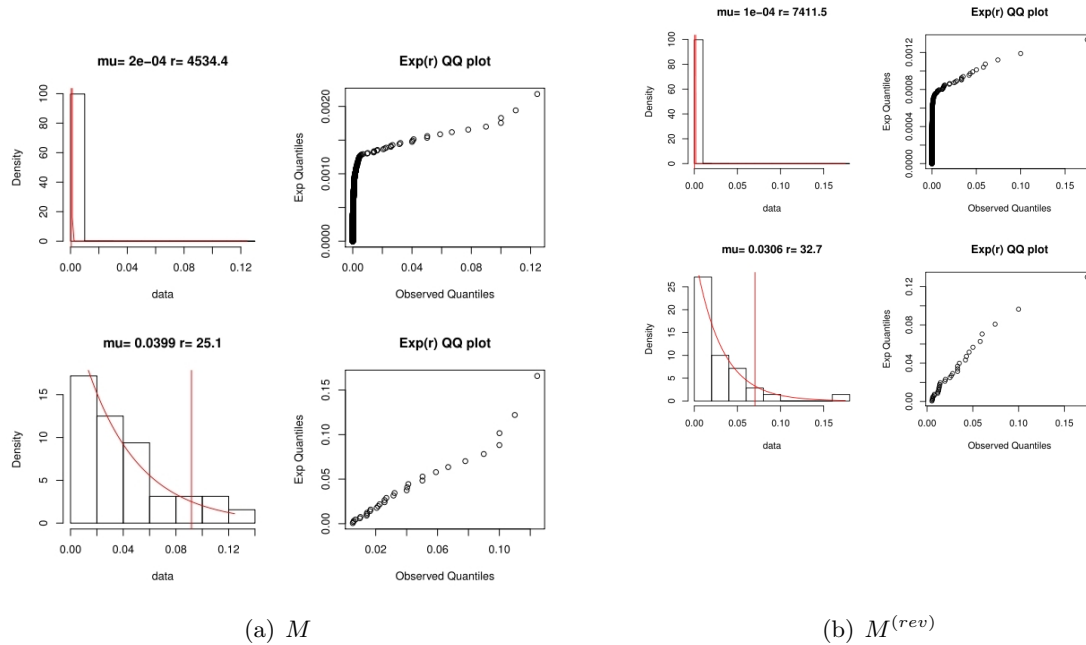 mu= 2e−04 r= 4534.4
Density
0 20 40 60 80 100
0.00 0.04 0.08 0.12
data
Exp(r) QQ plot
Exp Quantiles
0.0000 0.0010 0.0020
0.00 0.02 0.04 0.06 0.08 0.10 0.12
Observed Quantiles
mu= 0.0399 r= 25.1
Density
0 5 10 15
0.00 0.04 0.08 0.12
data
Exp(r) QQ plot
Exp Quantiles
0.00 0.05 0.10 0.15
0.02 0.06 0.10
Observed Quantiles
(a) M
mu= 1e−04 r= 7411.5
Density
0 20 40 60 80 100
0.00 0.05 0.10 0.15
data
Exp(r) QQ plot
Exp Quantiles
0.0000 0.0004 0.0008 0.0012
0.00 0.05 0.10 0.15
Observed Quantiles
mu= 0.0306 r= 32.7
Density
0 5 10 15 20 25
0.00 0.05 0.10 0.15
data
Exp(r) QQ plot
Exp Quantiles
0.00 0.04 0.08 0.12
0.00 0.05 0.10 0.15
Observed Quantiles
(b) M(rev)